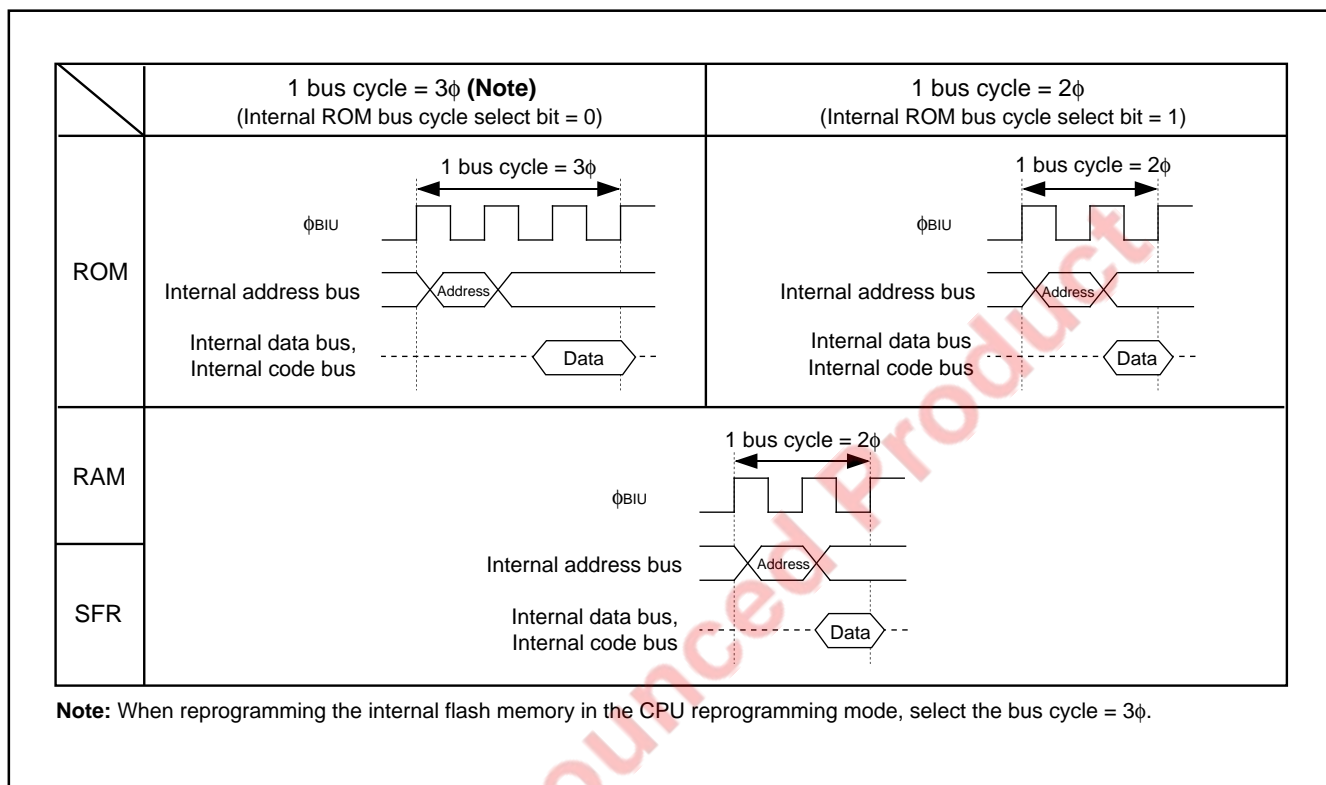 1 bus cycle = 3ϕ (Note)
(Internal ROM bus cycle select bit = 0)
1 bus cycle = 2ϕ
(Internal ROM bus cycle select bit = 1)
ROM
1 bus cycle = 3ϕ
ϕBIU
Internal address bus
Address
Internal data bus,
Internal code bus
Data
1 bus cycle = 2ϕ
ϕBIU
Internal address bus
Address
Internal data bus
Internal code bus
Data
RAM
SFR
1 bus cycle = 2ϕ
ϕBIU
Internal address bus
Address
Internal data bus,
Internal code bus
Data
Note: When reprogramming the internal flash memory in the CPU reprogramming mode, select the bus cycle = 3ϕ.
ounced Product